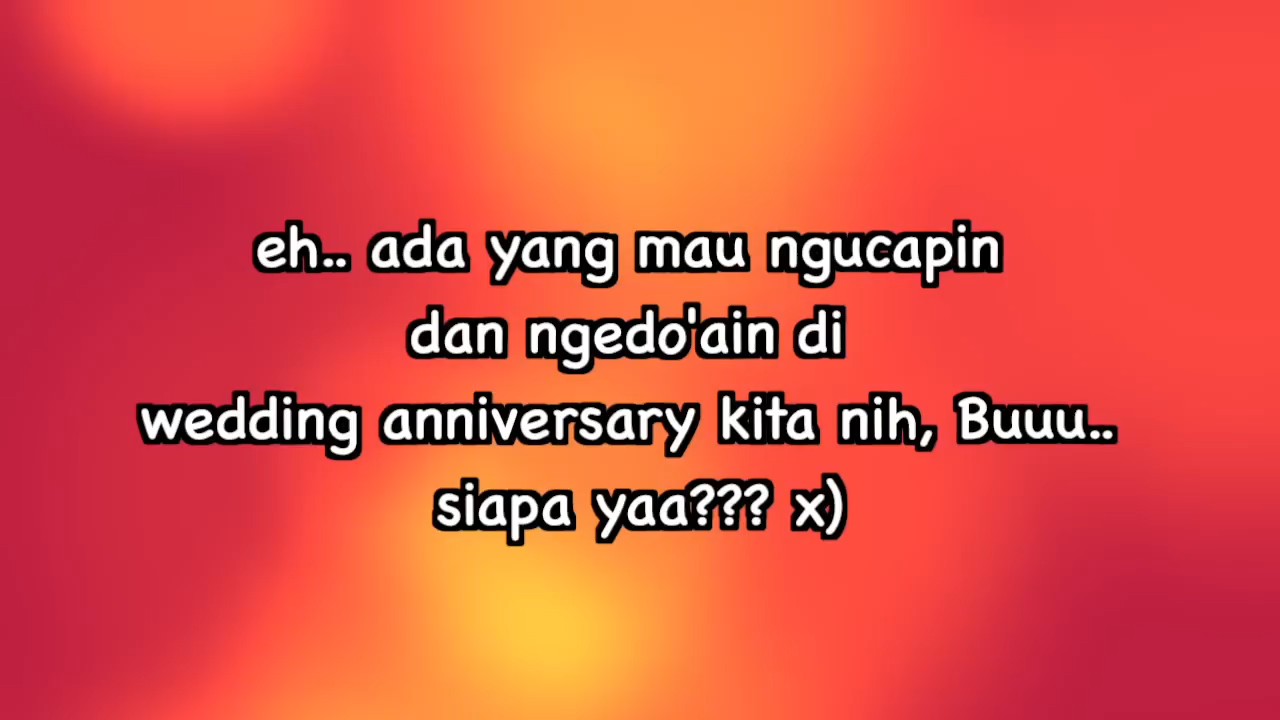 eh.. ada yang mau ngucapin
dan ngedo'ain di
wedding anniversary kita nih, Buuu..
siapa yaa??? x)